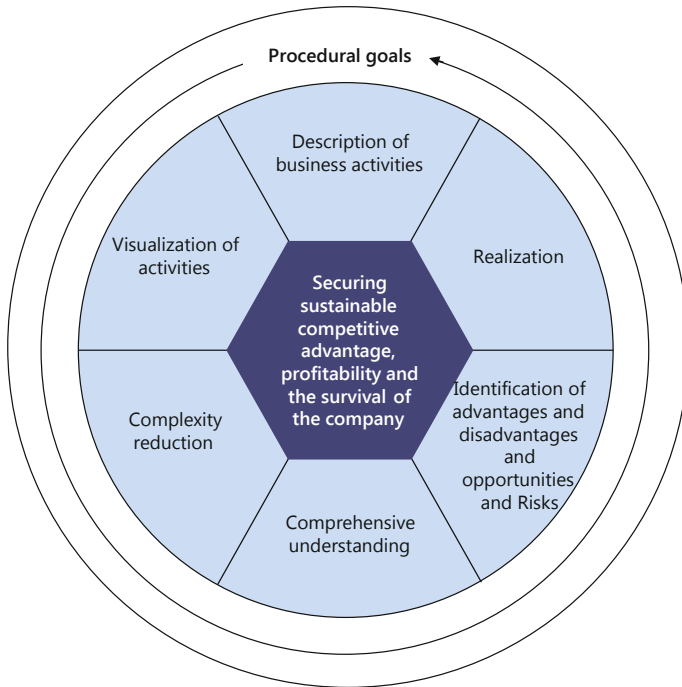 Procedural goals
Description of
business activities
Visualization of
activities
Realization
Securing
sustainable
competitive
advantage,
profitability and
the survival of
the company
Complexity
reduction
Identification of
advantages and
disadvantages
and
opportunities
and Risks
Comprehensive
understanding